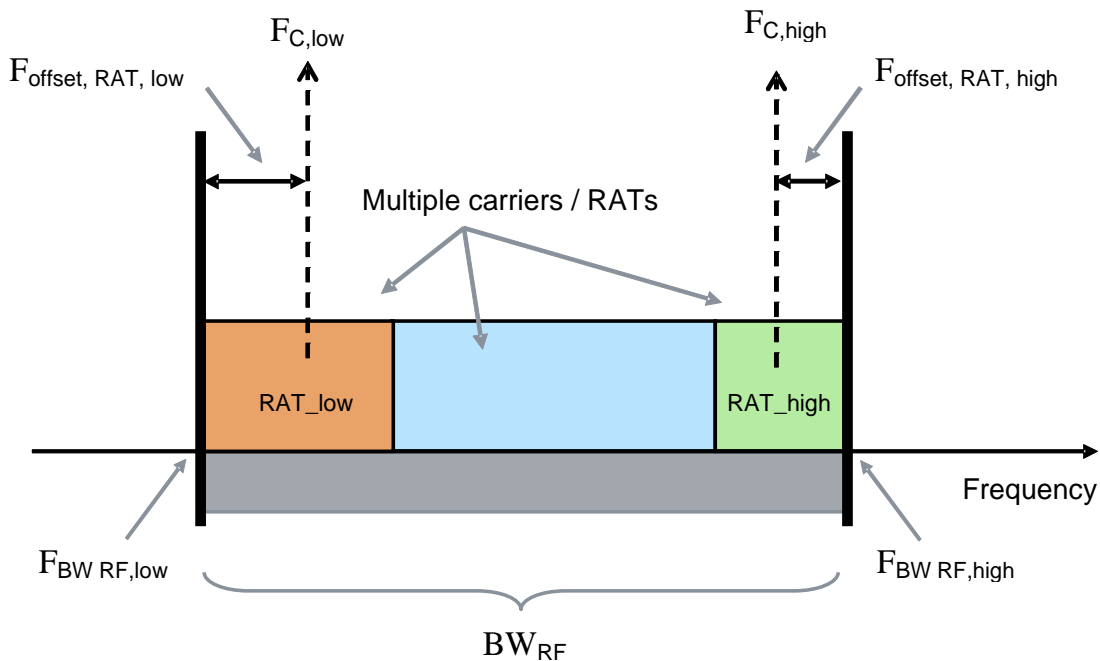 F_C,low
F_C,high
F_offset, RAT, low
F_offset, RAT, high
Multiple carriers / RATs
RAT_low
RAT_high
Frequency
F_BW RF,low
F_BW RF,high
BW_RF